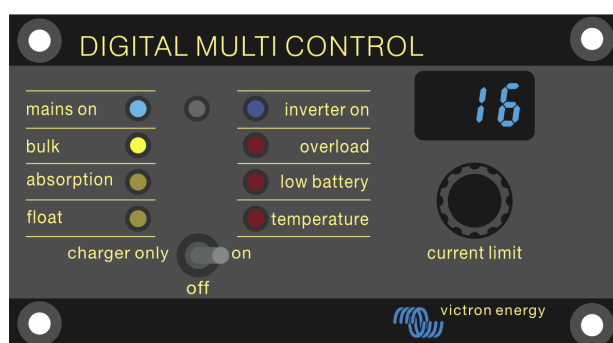 DIGITAL MULTI CONTROL
16
mains on
inverter on
bulk
overload
absorption
low battery
float
temperature
charger only
on
current limit
off
victron energy